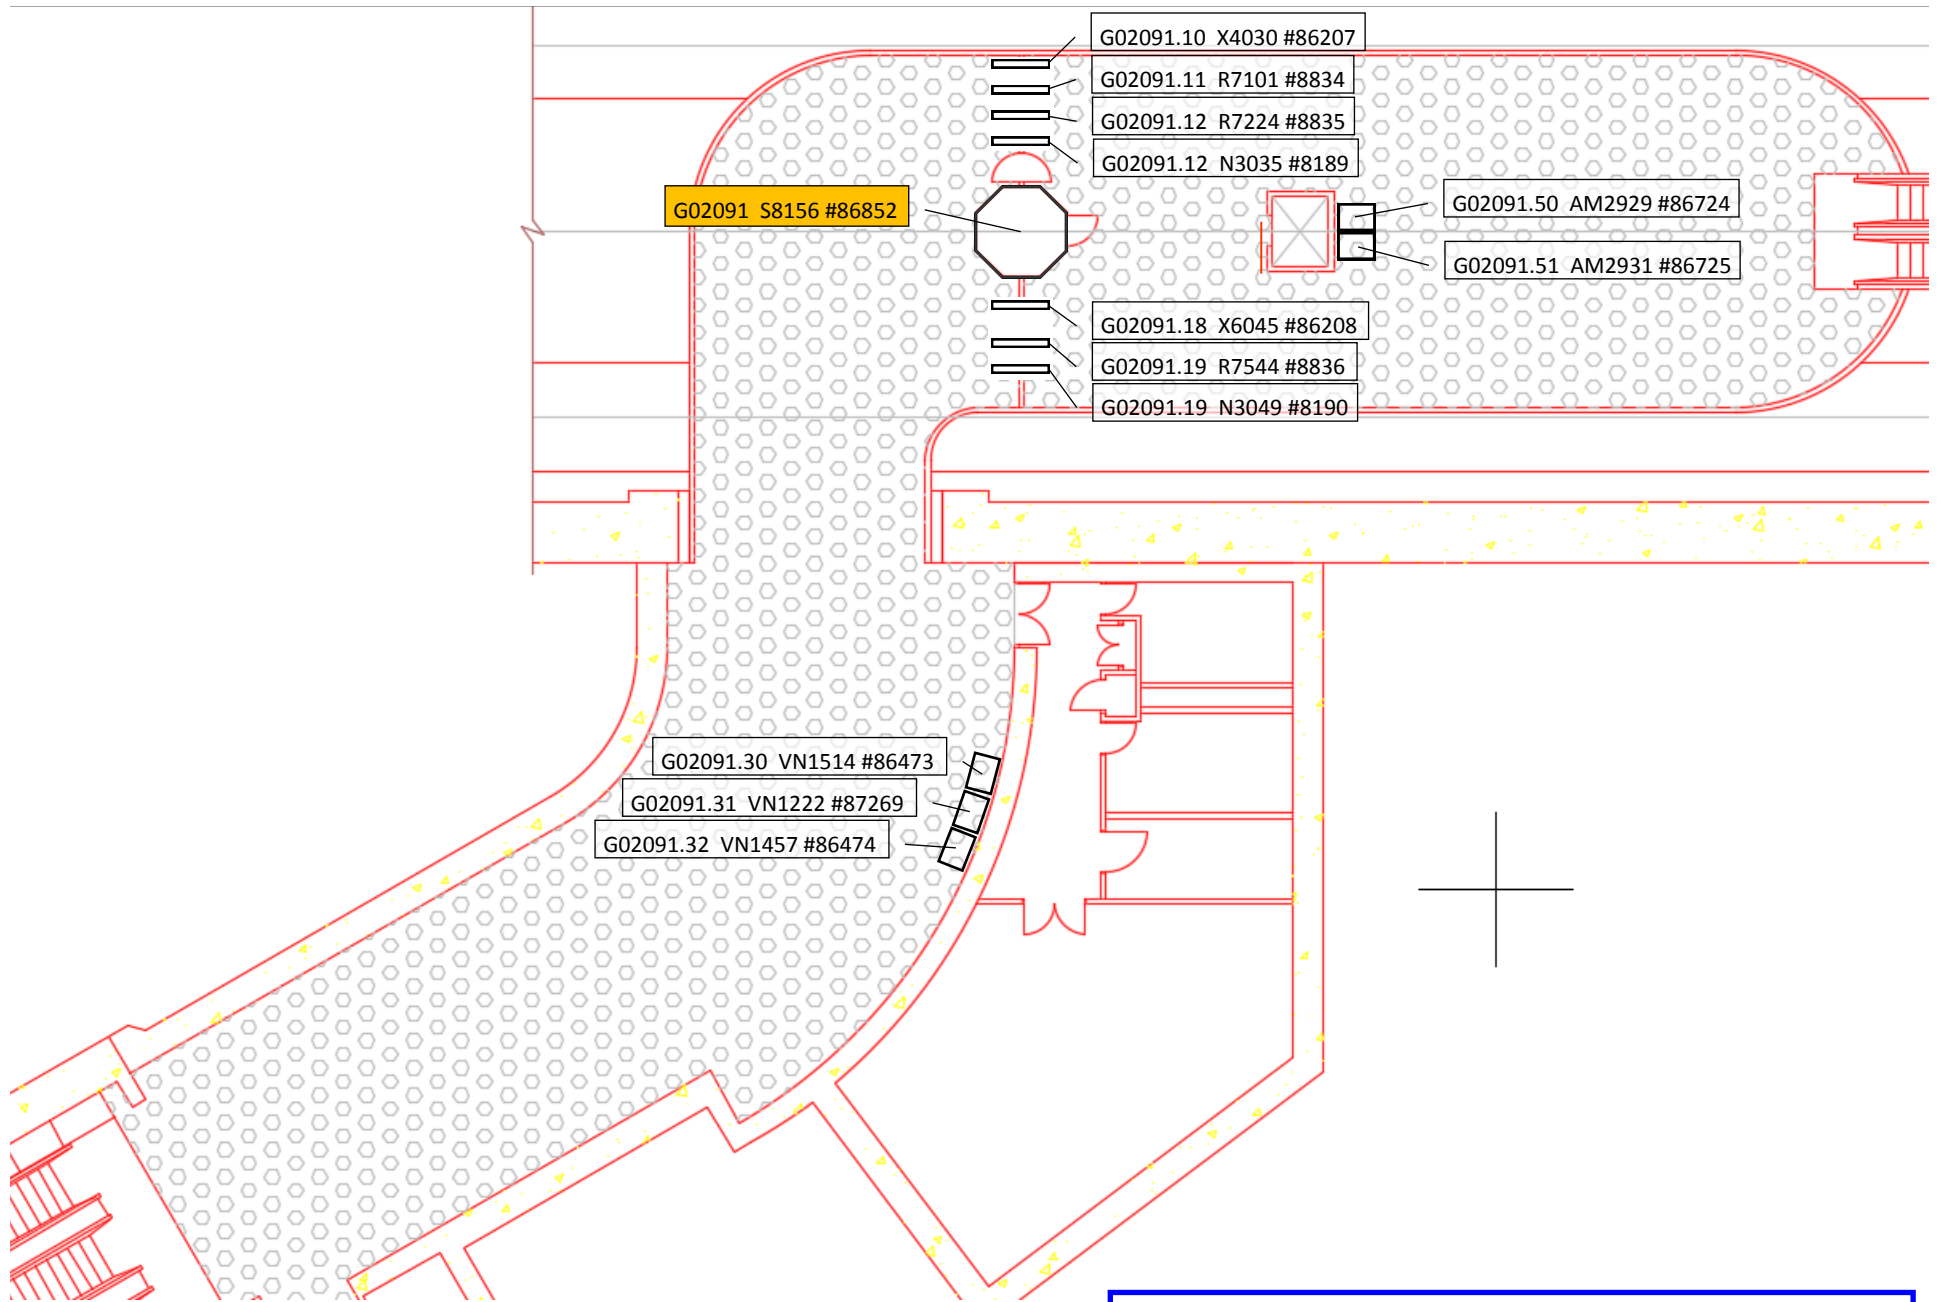 G02091.10 X4030 #86207
G02091.11 R7101 #8834
G02091.12 R7224 #8835
G02091.12 N3035 #8189
G02091 S8156 #86852
G02091.50 AM2929 #86724
G02091.51 AM2931 #86725
G02091.18 X6045 #86208
G02091.19 R7544 #8836
G02091.19 N3049 #8190
G02091.30 VN1514 #86473
G02091.31 VN1222 #87269
G02091.32 VN1457 #86474